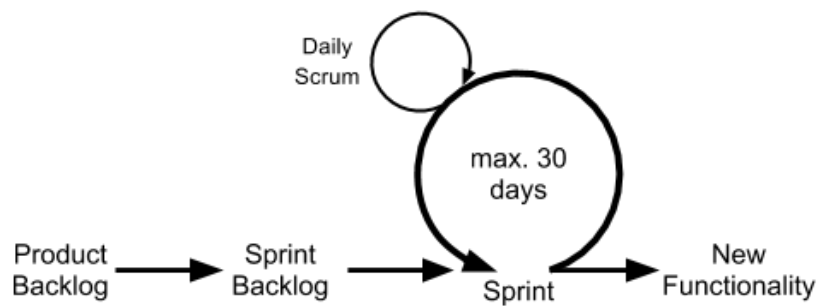 Daily
Scrum
max. 30
days
Product
Backlog
Sprint
Backlog
Sprint
New
Functionality